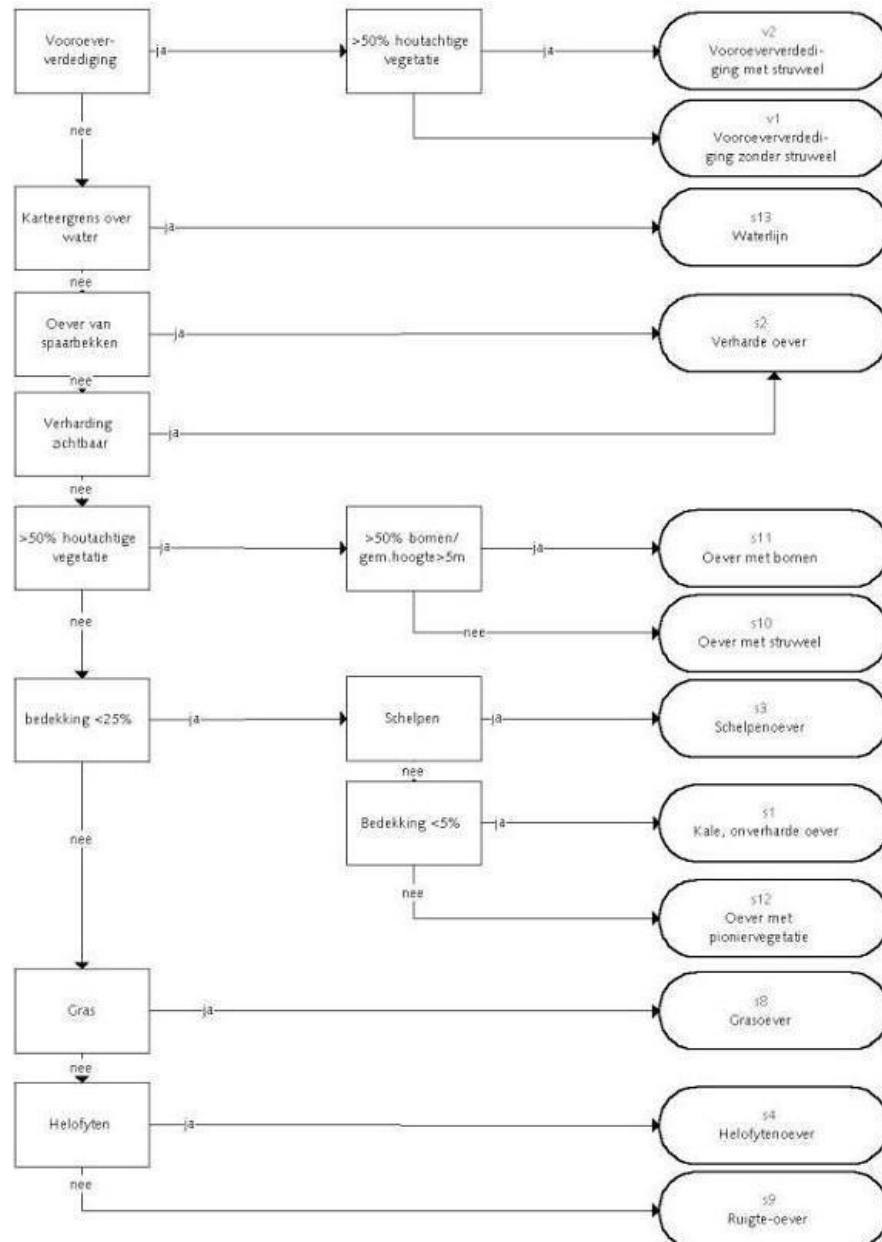 Vooroever-
verdediging
ja
>50% houtachtige
vegetatie
ja
v2
Vooroeververdedi-
ging met struweel
nee
v1
Vooroeververdedi-
ging zonder struweel
Karteergrens over
water
ja
s13
Waterlijn
nee
Oever van
spaarbekken
ja
s2
Verharde oever
nee
Verharding
zichtbaar
ja
nee
>50% houtachtige
vegetatie
ja
>50% bomen/
gem.hoogte>5m
ja
s11
Oever met bomen
nee
nee
s10
Oever met struweel
bedekking <25%
ja
Schelpen
ja
s3
Schelpenoever
nee
nee
Bedekking <5%
ja
s1
Kale, onverharde oever
nee
s12
Oever met
pioniervegetatie
Gras
ja
s8
Grasoever
nee
Helofyten
ja
s4
Helofytenoever
nee
s9
Ruigte-oever